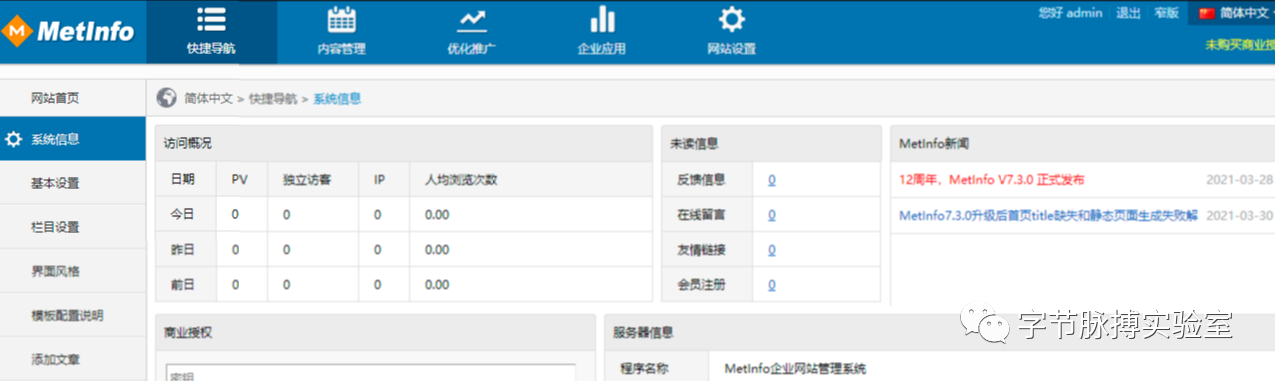 您好 admin 退出 窄版 简体中文
MetInfo 快捷导航 内容管理 优化推广 企业应用 网站设置
未购买商业授
网站首页
系统信息
基本设置
栏目设置
界面风格
模板配置说明
添加文章
简体中文 > 快捷导航 > 系统信息
访问概况
日期 PV 独立访客 IP 人均浏览次数
今日 0 0 0 0.00
昨日 0 0 0 0.00
前日 0 0 0 0.00
未读信息
反馈信息 0
在线留言 0
友情链接 0
会员注册 0
MetInfo新闻
12周年，MetInfo V7.3.0 正式发布 2021-03-28
MetInfo7.3.0升级后首页title缺失和静态页面生成失败解 2021-03-30
商业授权
密钥
服务器信息
程序名称 MetInfo企业网站管理系统
字节脉搏实验室